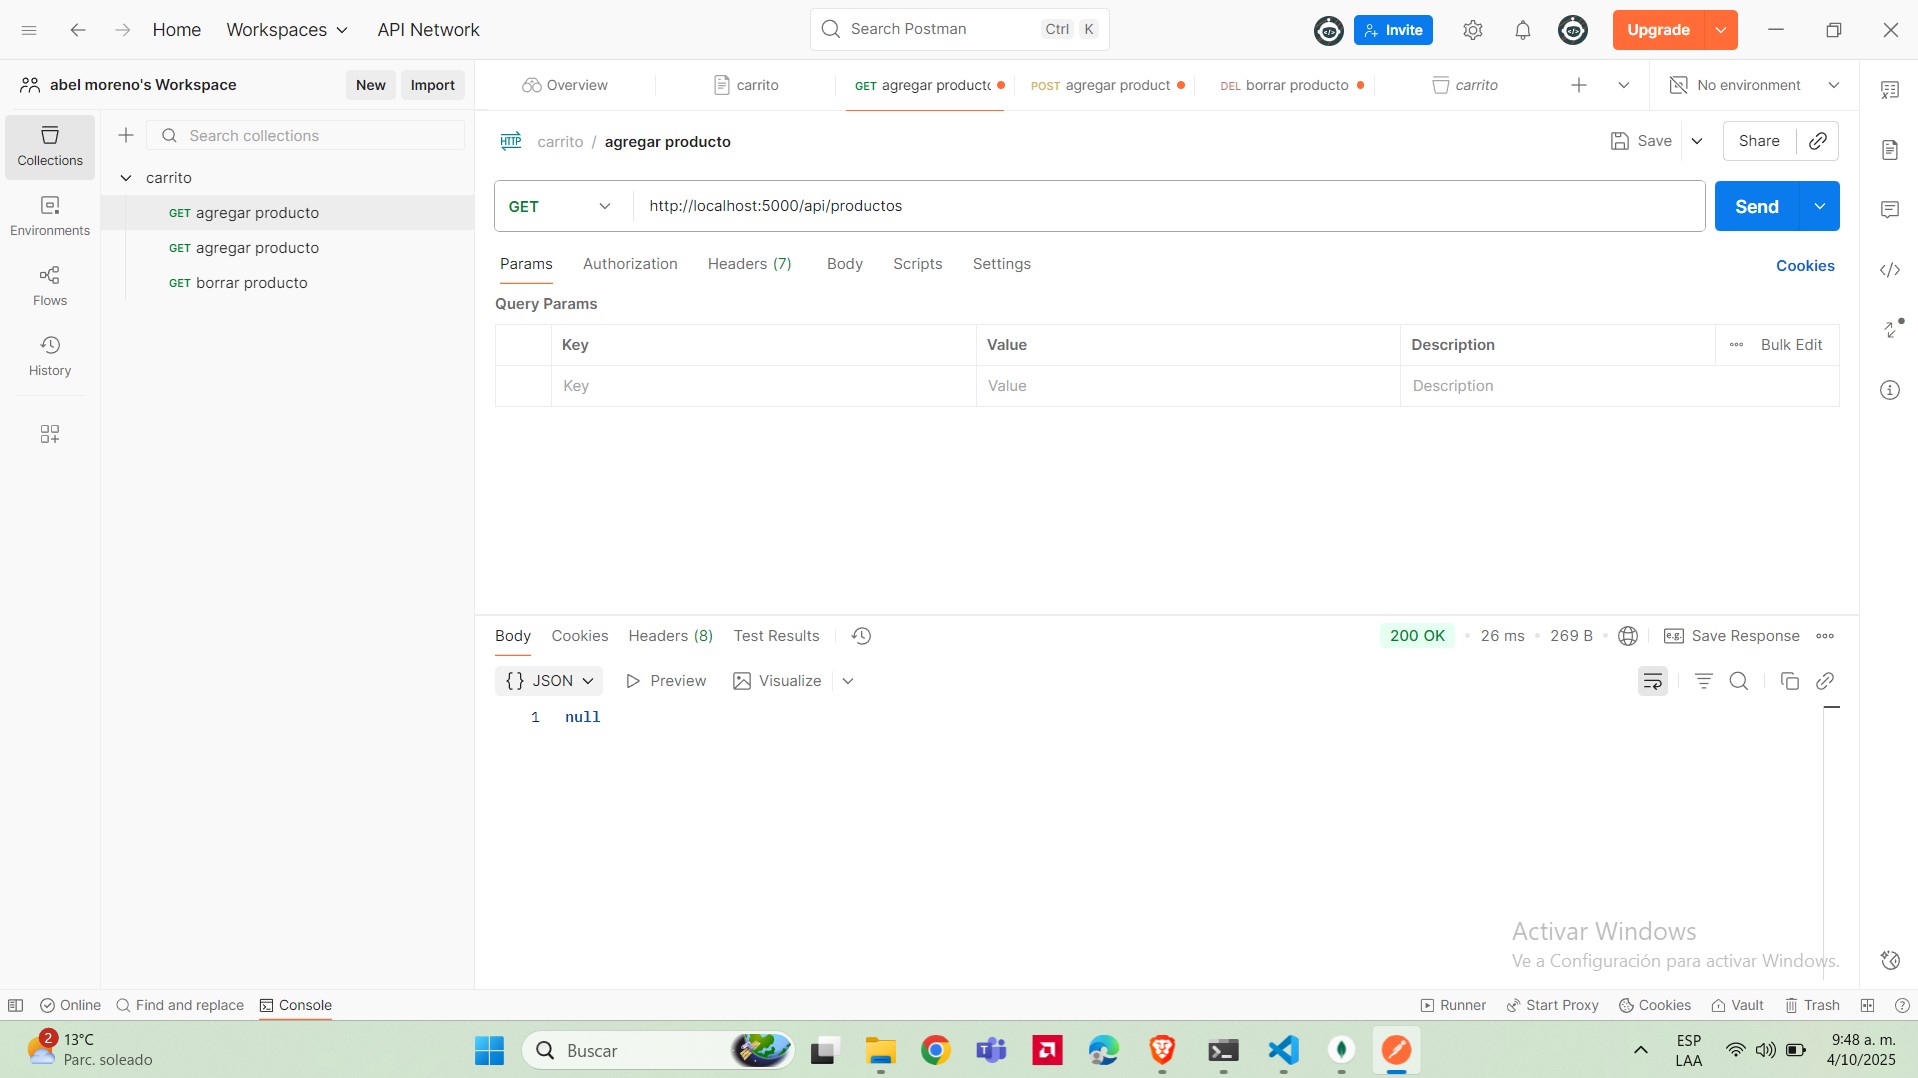 Home
Workspaces
API Network
Search Postman
Ctrl K
Invite
Upgrade
abel moreno's Workspace
New
Import
Overview
carrito
GET agregar producto
POST agregar product
DEL borrar producto
carrito
No environment
Collections
Environments
Flows
History
Search collections
carrito
GET agregar producto
GET agregar producto
GET borrar producto
HTTP carrito / agregar producto
Save
Share
GET
http://localhost:5000/api/productos
Send
Params
Authorization
Headers (7)
Body
Scripts
Settings
Cookies
Query Params
Key
Value
Description
Bulk Edit
Key
Value
Description
Body
Cookies
Headers (8)
Test Results
200 OK
26 ms
269 B
e.g. Save Response
{} JSON
Preview
Visualize
1 null
Activar Windows
Ve a Configuración para activar Windows.
Online
Find and replace
Console
Runner
Start Proxy
Cookies
Vault
Trash
2
13°C
Parc. soleado
Buscar
ESP
LAA
9:48 a. m.
4/10/2025